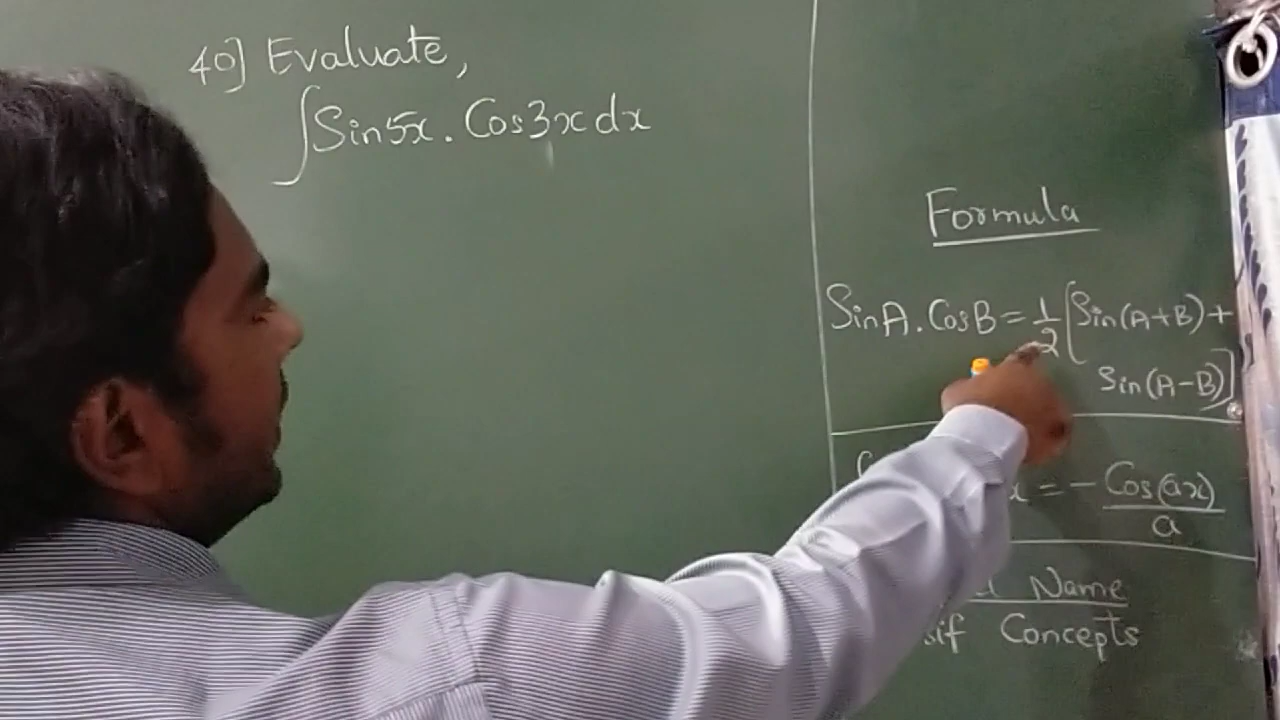 40] Evaluate,
∫Sin5x . Cos3x dx
Formula
SinA . CosB = 1/2 [Sin(A+B) +
Sin(A-B)]
x = - Cos(ax)/a
Name
Concepts